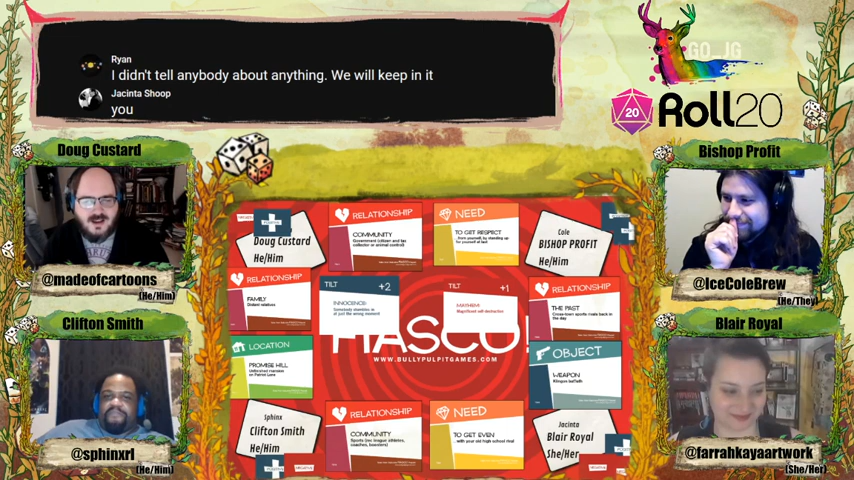 Ryan
I didn't tell anybody about anything. We will keep in it
Jacinta Shoop
you
GO_JG
20
Roll20
Doug Custard
@madeofcartoons
(He/Him)
Clifton Smith
@sphinxrl
(He/Him)
Bishop Profit
@IceColeBrew
(He/They)
Blair Royal
@farrahkayaartwork
(She/Her)
Doug Custard
He/Him
RELATIONSHIP
COMMUNITY
Government (citizen and tax collector or animal control)
NEED
TO GET RESPECT
...from yourself, by standing up for yourself at last
Cole
BISHOP PROFIT
He/Him
RELATIONSHIP
FAMILY
Distant relatives
TILT
+2
INNOCENCE:
Somebody stumbles in at just the wrong moment
TILT
+1
MAYHEM:
Magnificent self-destruction
RELATIONSHIP
THE PAST
Cross-town sports rivals back in the day
FIASCO
WWW.BULLYPULPITGAMES.COM
LOCATION
PROMISE HILL
OBJECT
WEAPON
Klingon bat'leth
Sphinx
Clifton Smith
He/Him
RELATIONSHIP
COMMUNITY
Sports (rec league athletes, coaches, boosters)
NEED
TO GET EVEN
...with your old high school rival
Jacinta
Blair Royal
She/Her